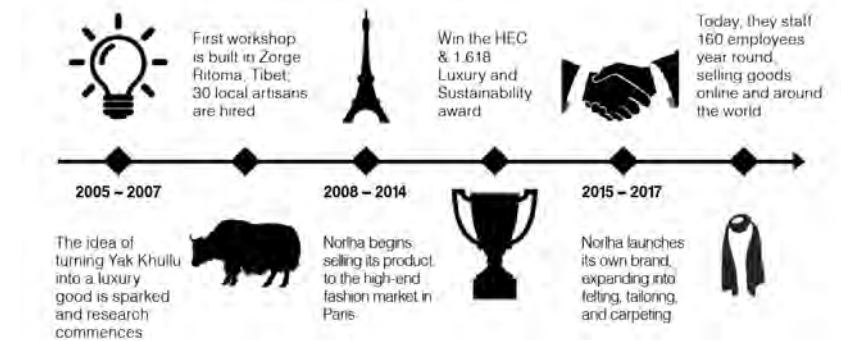 First workshop
is built in Zorge
Ritoma, Tibet;
30 local artisans
are hired
Win the HEC
& 1.618
Luxury and
Sustainability
award
Today, they staff
160 employees
year round,
selling goods
online and around
the world
2005 – 2007
2008 – 2014
2015 – 2017
The idea of
turning Yak Khullu
into a luxury
good is sparked
and research
commences
Norlha begins
selling its product
to the high-end
fashion market in
Paris
Norlha launches
its own brand,
expanding into
felting, tailoring,
and carpeting